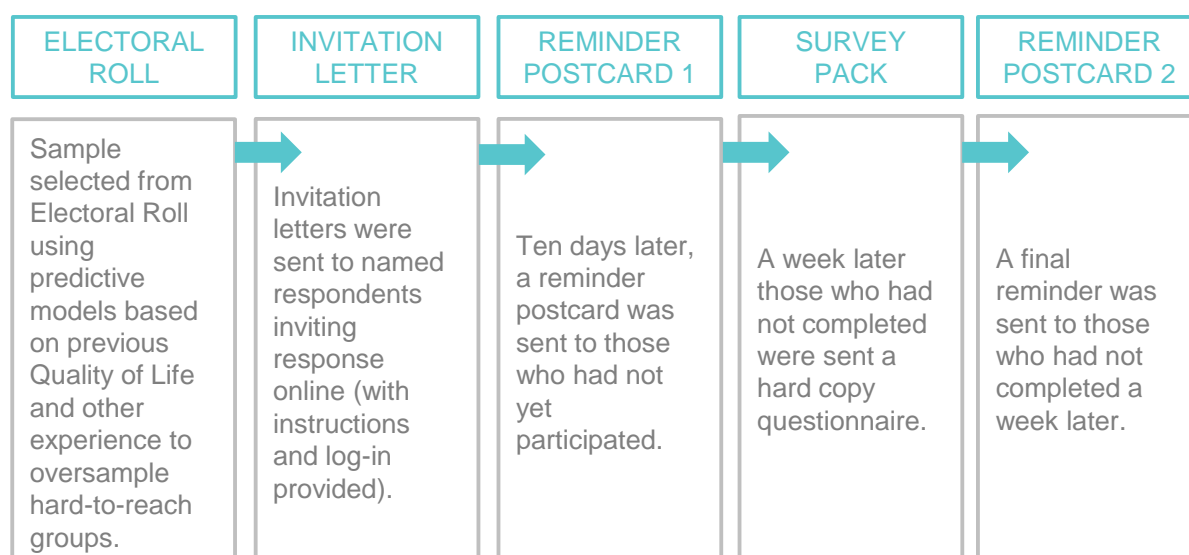 ELECTORAL
ROLL
INVITATION
LETTER
REMINDER
POSTCARD 1
SURVEY
PACK
REMINDER
POSTCARD 2
Sample
selected from
Electoral Roll
using
predictive
models based
on previous
Quality of Life
and other
experience to
oversample
hard-to-reach
groups.
Invitation
letters were
sent to named
respondents
inviting
response
online (with
instructions
and log-in
provided).
Ten days later,
a reminder
postcard was
sent to those
who had not
yet
participated.
A week later
those who had
not completed
were sent a
hard copy
questionnaire.
A final
reminder was
sent to those
who had not
completed a
week later.